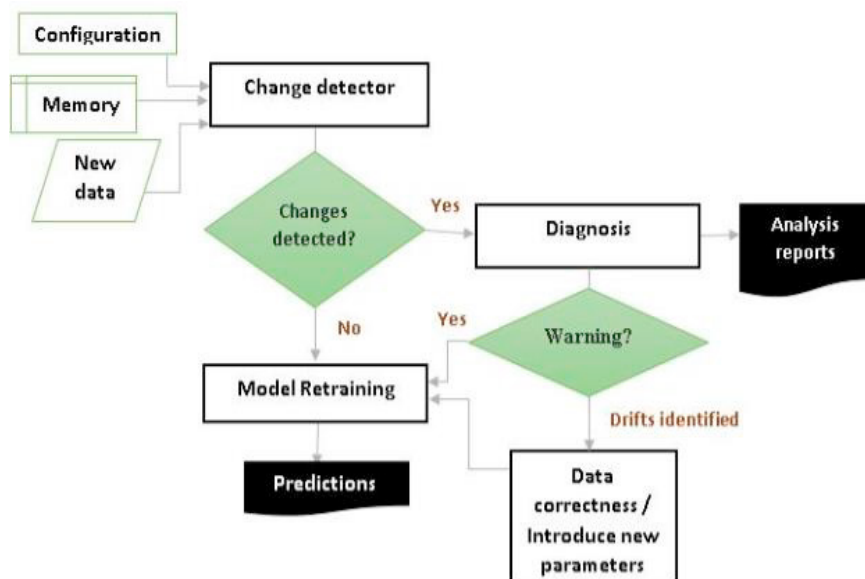 Configuration
Change detector
Memory
New
data
Changes
detected?
Yes
Diagnosis
Analysis
reports
No
Yes
Warning?
Model Retraining
Drifts identified
Predictions
Data
correctness /
Introduce new
parameters